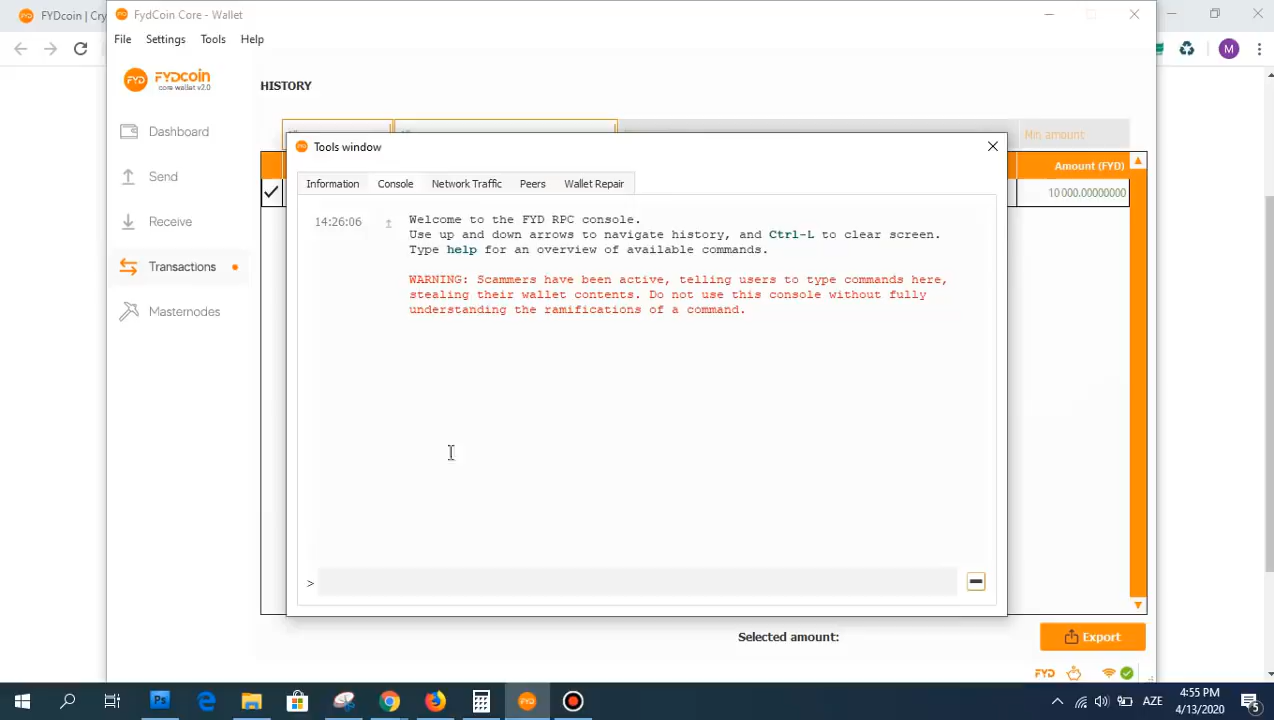 FYDcoin | Cry
FydCoin Core - Wallet
M
File Settings Tools Help
FYD FYDcoin
core wallet v2.0
HISTORY
Dashboard
Send
Receive
Transactions
Masternodes
Min amount
Amount (FYD)
10 000.00000000
Tools window
Information Console Network Traffic Peers Wallet Repair
14:26:06
Welcome to the FYD RPC console.
Use up and down arrows to navigate history, and Ctrl-L to clear screen.
Type help for an overview of available commands.
WARNING: Scammers have been active, telling users to type commands here,
stealing their wallet contents. Do not use this console without fully
understanding the ramifications of a command.
>
Selected amount:
Export
FYD
Ps
FYD
AZE
4:55 PM
4/13/2020
5